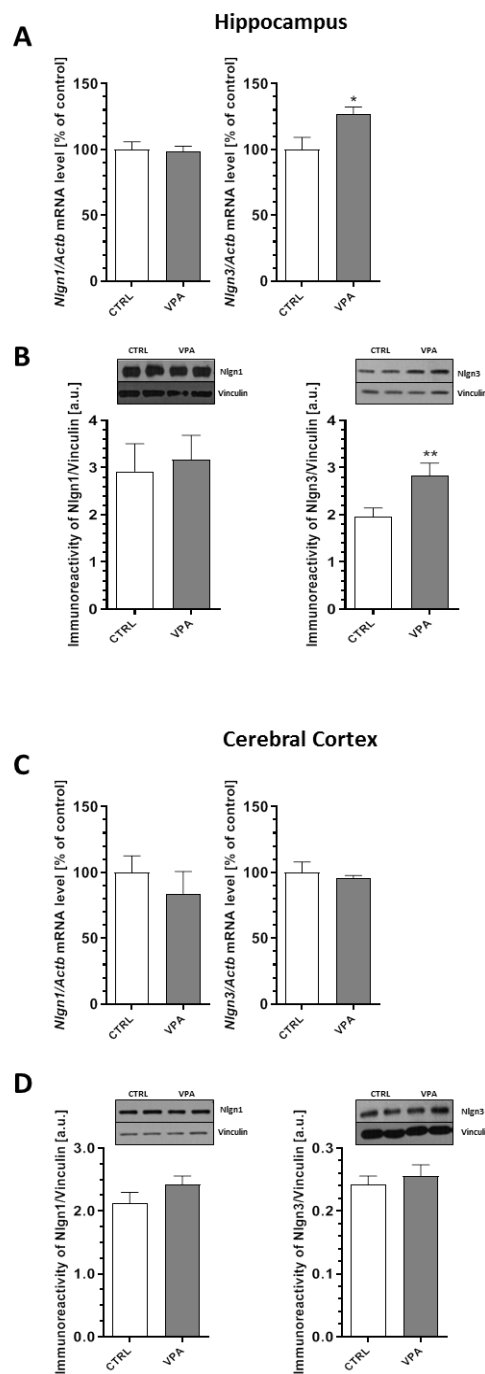 Hippocampus
A
Nlgn1/Actb mRNA level [% of control]
150
100
50
0
CTRL
VPA
Nlgn3/Actb mRNA level [% of control]
150
100
50
0
*
CTRL
VPA
B
CTRL VPA
Nlgn1
Vinculin
Immunoreactivity of Nlgn1/Vinculin [a.u.]
4
3
2
1
0
CTRL
VPA
CTRL VPA
Nlgn3
Vinculir
Immunoreactivity of Nlgn3/Vinculin [a.u.]
4
3
2
1
0
**
CTRL
VPA
Cerebral Cortex
C
Nlgn1/Actb mRNA level [% of control]
150
100
50
0
CTRL
VPA
Nlgn3/Actb mRNA level [% of control]
150
100
50
0
CTRL
VPA
D
CTRL VPA
Nlgn1
Vinculin
Immunoreactivity of Nlgn1/Vinculin [a.u.]
3.0
2.0
1.0
0.0
CTRL
VPA
CTRL VPA
Nlgn3
Vinculir
Immunoreactivity of Nlgn3/Vinculin [a.u.]
0.3
0.2
0.1
0.0
CTRL
VPA